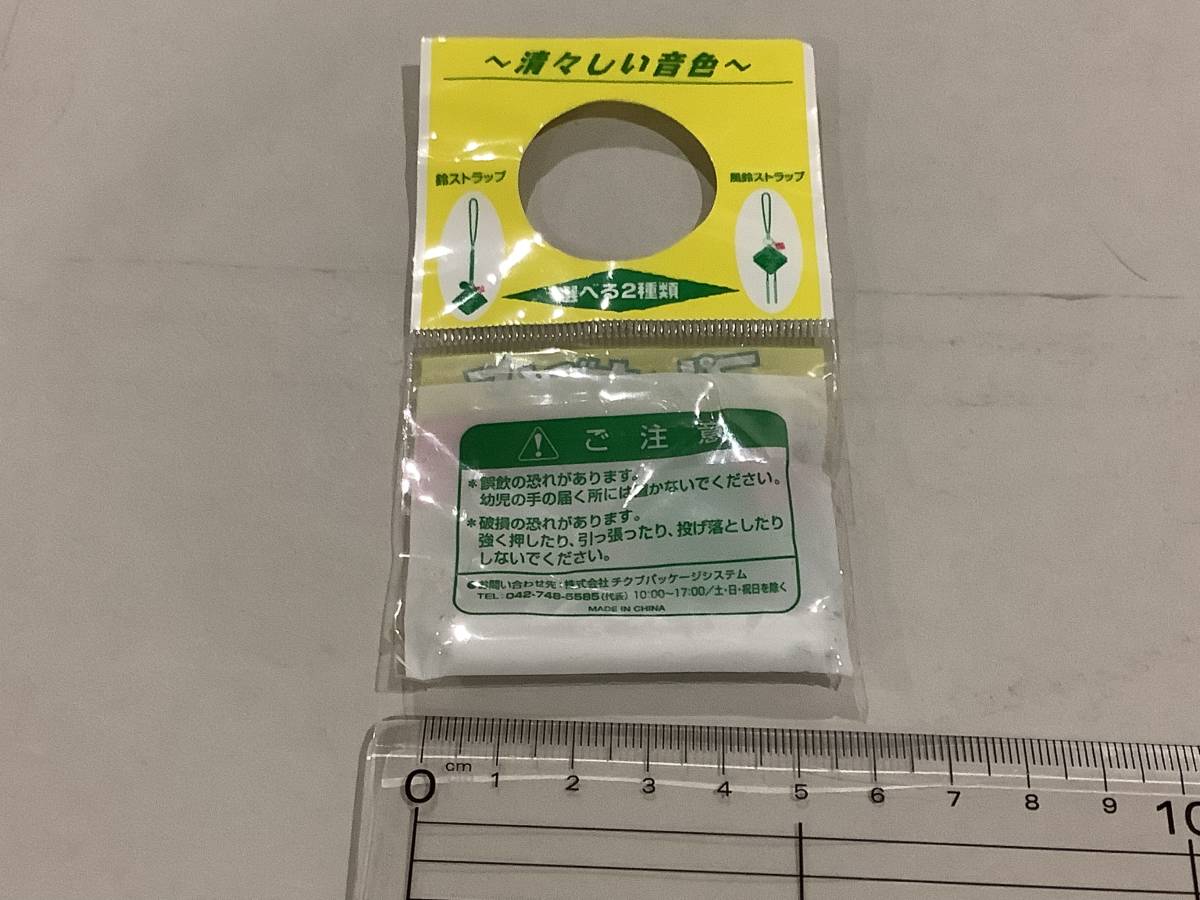 ～清々しい音色～
鈴ストラップ
風鈴ストラップ
選べる2種類
ご注意
＊誤飲の恐れがあります。
幼児の手の届く所には置かないでください。
＊破損の恐れがあります。
強く押したり、引っ張ったり、投げ落としたり
しないでください。
●お問い合わせ先：株式会社 チクブパッケージシステム
TEL：042-748-5585（代表）10:00～17:00／土・日・祝日を除く
MADE IN CHINA
cm
0 1 2 3 4 5 6 7 8 9 10